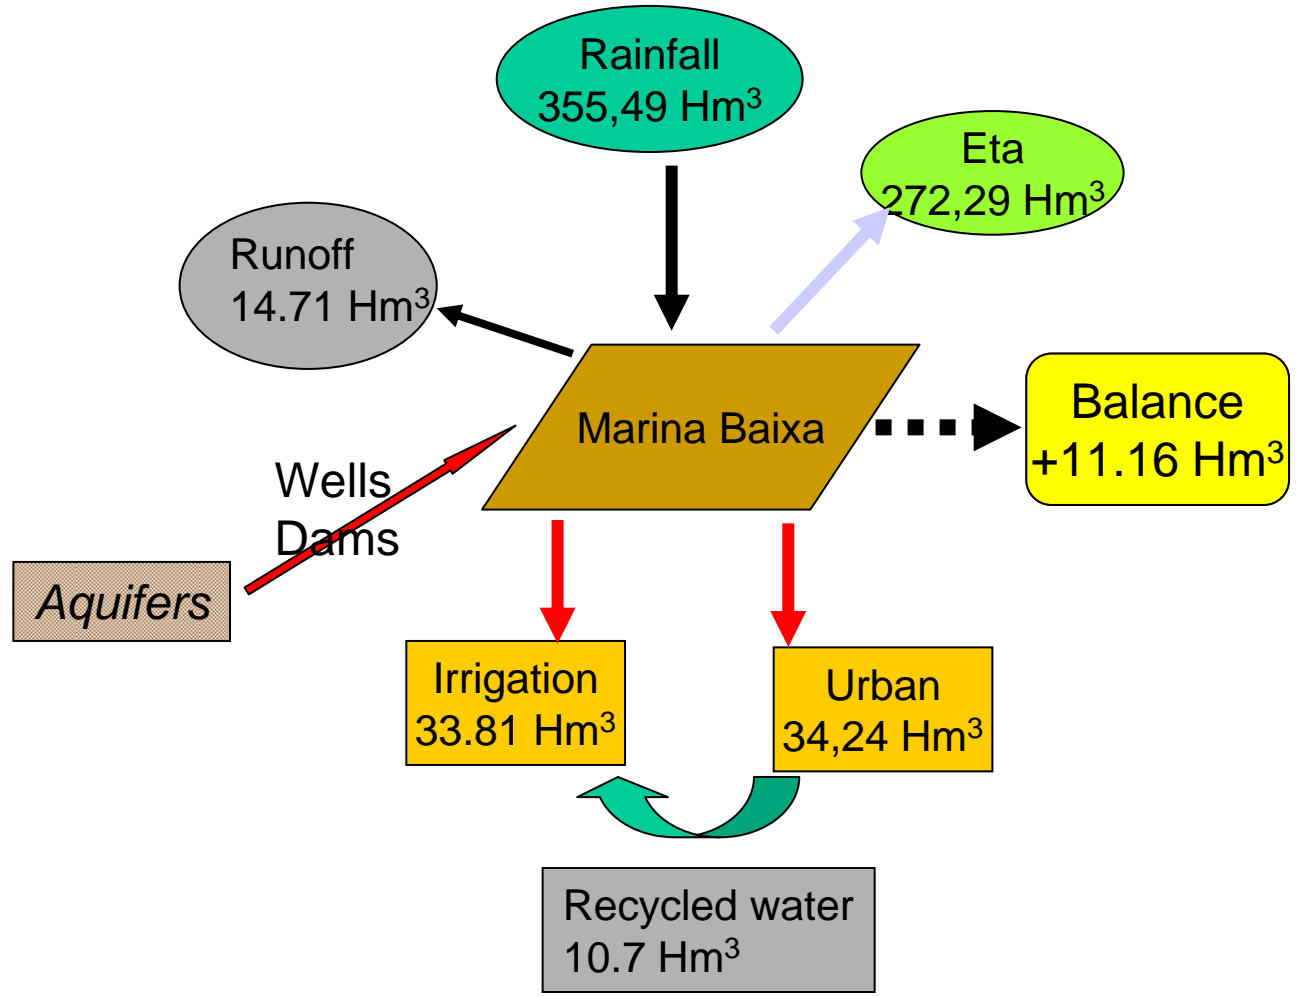 Rainfall
355,49 Hm³
Eta
272,29 Hm³
Runoff
14.71 Hm³
Marina Baixa
Balance
+11.16 Hm³
Wells
Dams
Aquifers
Irrigation
33.81 Hm³
Urban
34,24 Hm³
Recycled water
10.7 Hm³